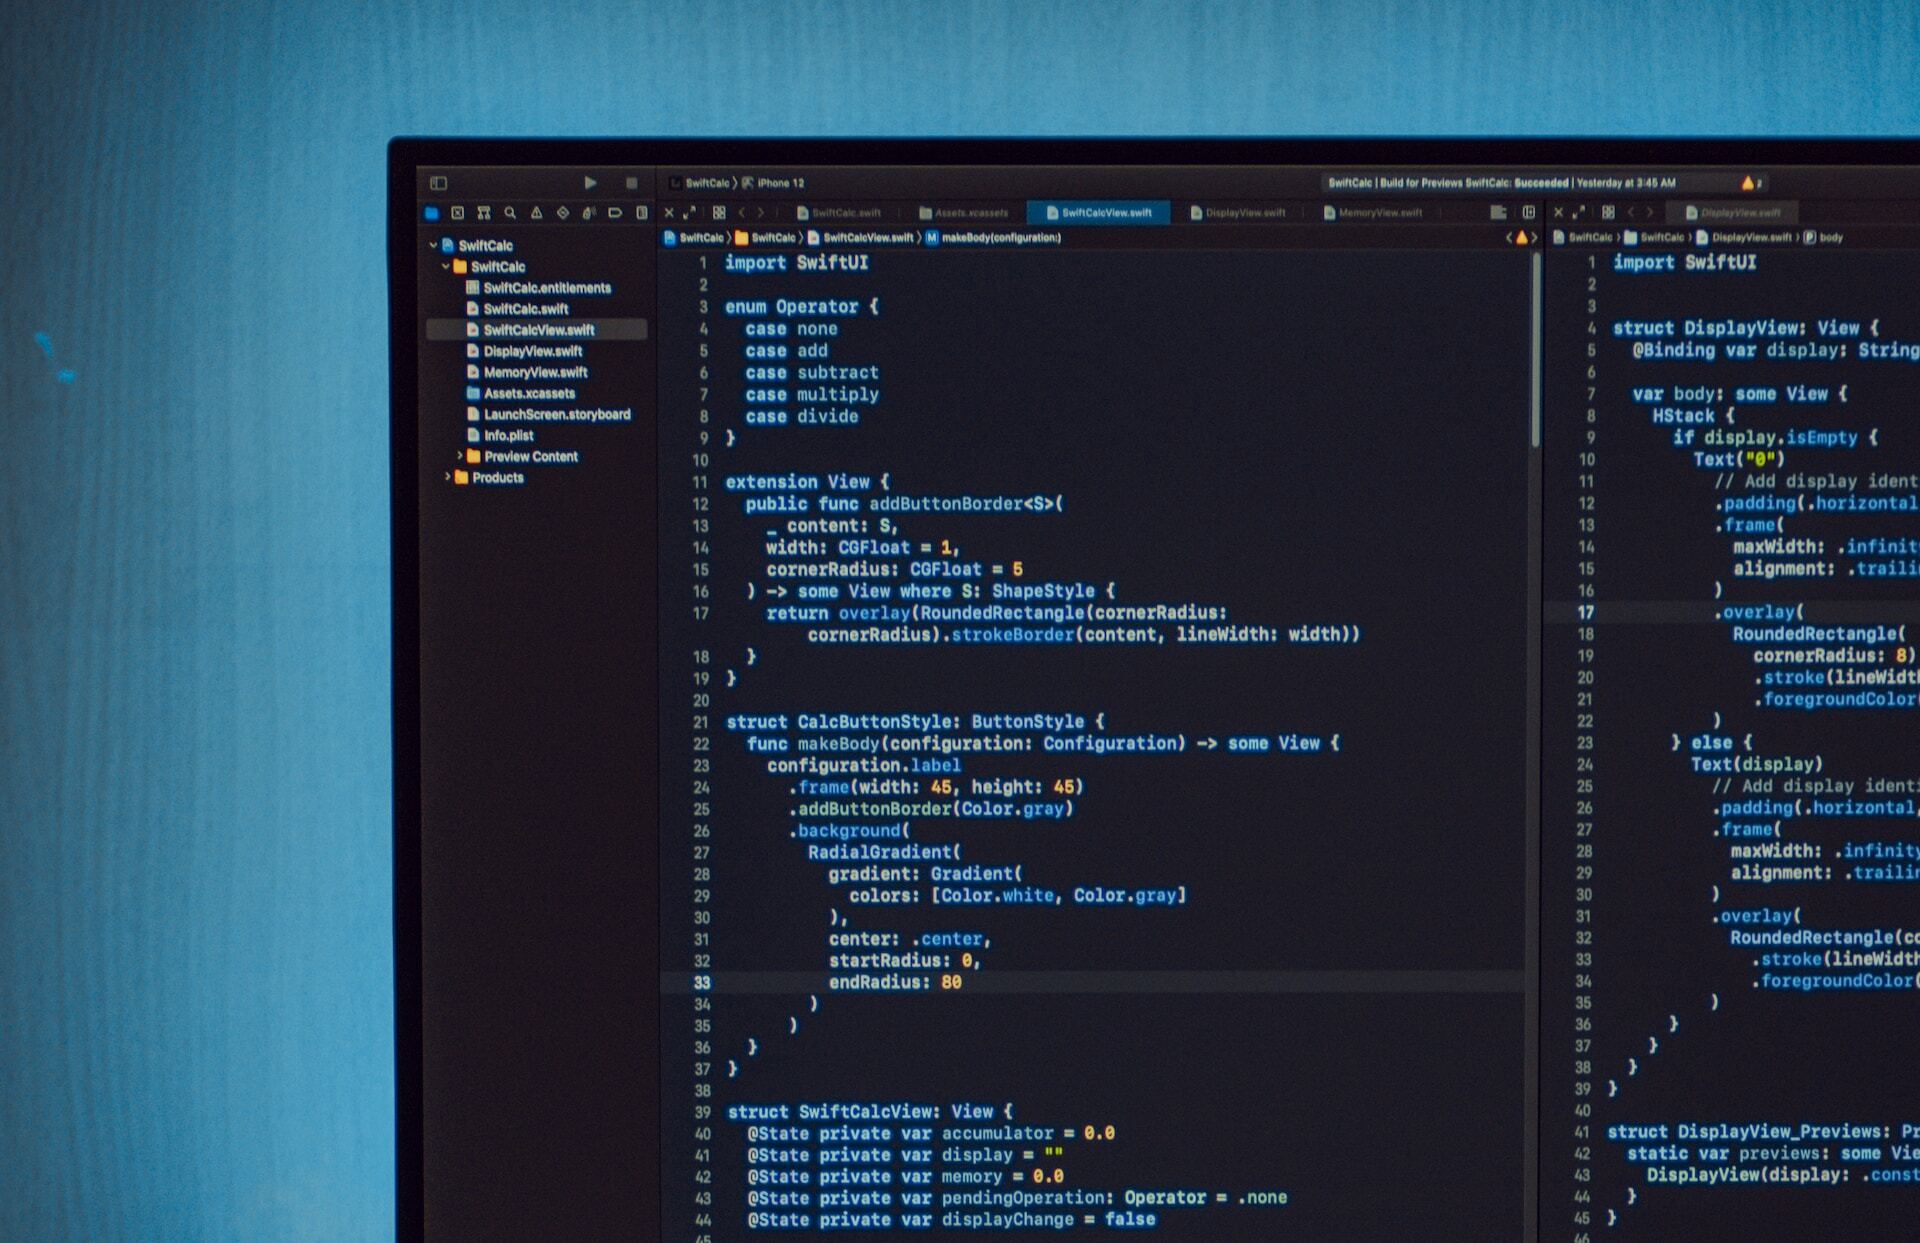 SwiftCalc 〉 iPhone 12
SwiftCalc | Build for Previews SwiftCalc: Succeeded | Yesterday at 3:45 AM
2
SwiftCalc
SwiftCalc
SwiftCalc.entitlements
SwiftCalc.swift
SwiftCalcView.swift
DisplayView.swift
MemoryView.swift
Assets.xcassets
LaunchScreen.storyboard
Info.plist
Preview Content
Products
SwiftCalc.swift
Assets.xcassets
SwiftCalcView.swift
DisplayView.swift
MemoryView.swift
SwiftCalc 〉 SwiftCalc 〉 SwiftCalcView.swift 〉 M makeBody(configuration:)
1 import SwiftUI
2
3 enum Operator {
4 case none
5 case add
6 case subtract
7 case multiply
8 case divide
9 }
10
11 extension View {
12 public func addButtonBorder<S>(
13 _ content: S,
14 width: CGFloat = 1,
15 cornerRadius: CGFloat = 5
16 ) -> some View where S: ShapeStyle {
17 return overlay(RoundedRectangle(cornerRadius:
cornerRadius).strokeBorder(content, lineWidth: width))
18 }
19 }
20
21 struct CalcButtonStyle: ButtonStyle {
22 func makeBody(configuration: Configuration) -> some View {
23 configuration.label
24 .frame(width: 45, height: 45)
25 .addButtonBorder(Color.gray)
26 .background(
27 RadialGradient(
28 gradient: Gradient(
29 colors: [Color.white, Color.gray]
30 ),
31 center: .center,
32 startRadius: 0,
33 endRadius: 80
34 )
35 )
36 }
37 }
38
39 struct SwiftCalcView: View {
40 @State private var accumulator = 0.0
41 @State private var display = ""
42 @State private var memory = 0.0
43 @State private var pendingOperation: Operator = .none
44 @State private var displayChange = false
45
DisplayView.swift
SwiftCalc 〉 SwiftCalc 〉 DisplayView.swift 〉 P body
1 import SwiftUI
2
3
4 struct DisplayView: View {
5 @Binding var display: String
6
7 var body: some View {
8 HStack {
9 if display.isEmpty {
10 Text("0")
11 // Add display ident
12 .padding(.horizontal
13 .frame(
14 maxWidth: .infinit
15 alignment: .traili
16 )
17 .overlay(
18 RoundedRectangle(
19 cornerRadius: 8)
20 .stroke(lineWidt
21 .foregroundColor
22 )
23 } else {
24 Text(display)
25 // Add display identi
26 .padding(.horizontal,
27 .frame(
28 maxWidth: .infinity
29 alignment: .trailin
30 )
31 .overlay(
32 RoundedRectangle(co
33 .stroke(lineWidth
34 .foregroundColor(
35 )
36 }
37 }
38 }
39 }
40
41 struct DisplayView_Previews: Pr
42 static var previews: some Vie
43 DisplayView(display: .const
44 }
45 }
46